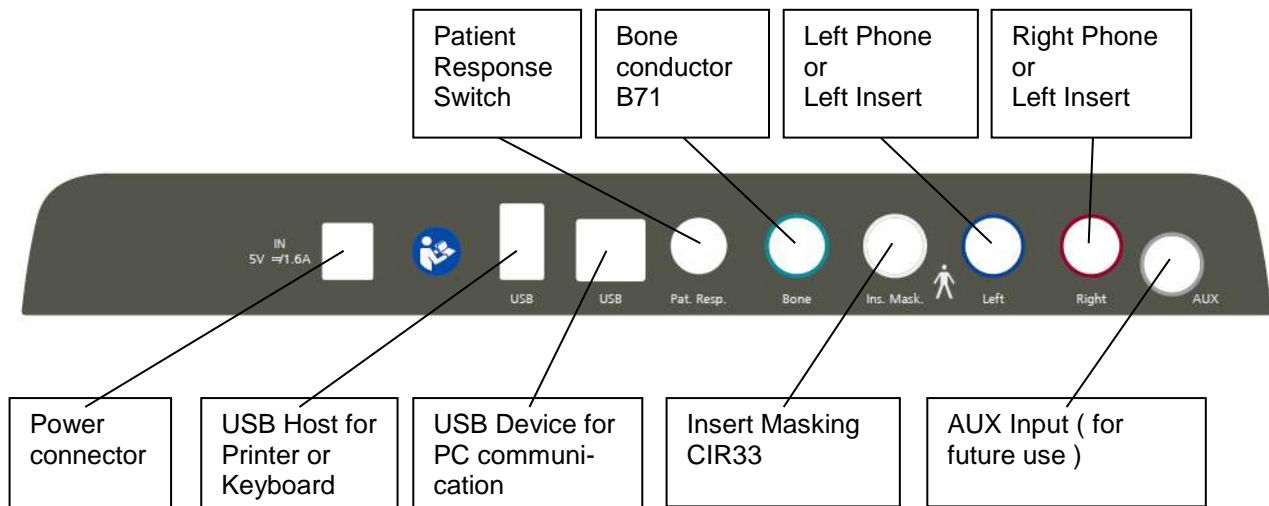 Patient
Response
Switch
Bone
conductor
B71
Left Phone
or
Left Insert
Right Phone
or
Left Insert
IN
5V ⎓/1.6A
USB
USB
Pat. Resp.
Bone
Ins. Mask.
Left
Right
AUX
Power
connector
USB Host for
Printer or
Keyboard
USB Device for
PC communi-
cation
Insert Masking
CIR33
AUX Input ( for
future use )